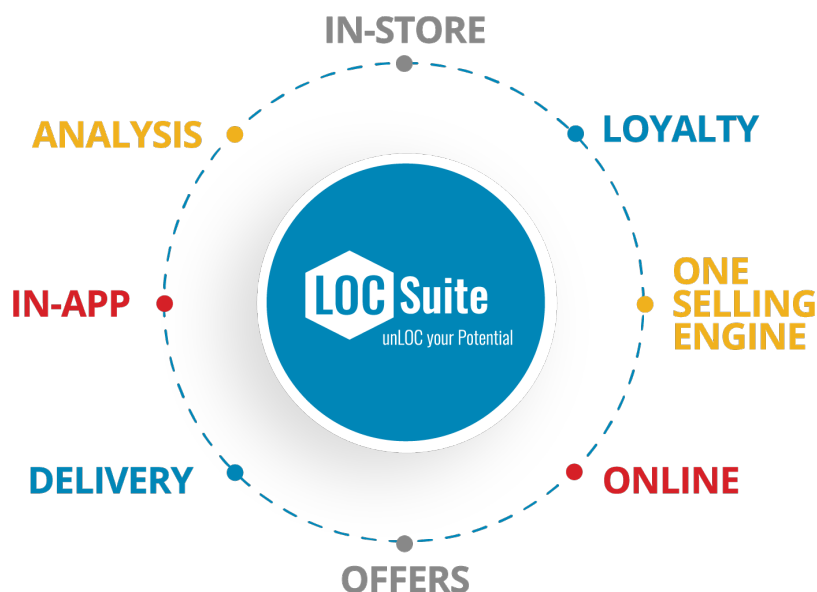 IN-STORE
ANALYSIS
LOYALTY
IN-APP
LOC Suite
unLOC your Potential
ONE
SELLING
ENGINE
DELIVERY
ONLINE
OFFERS